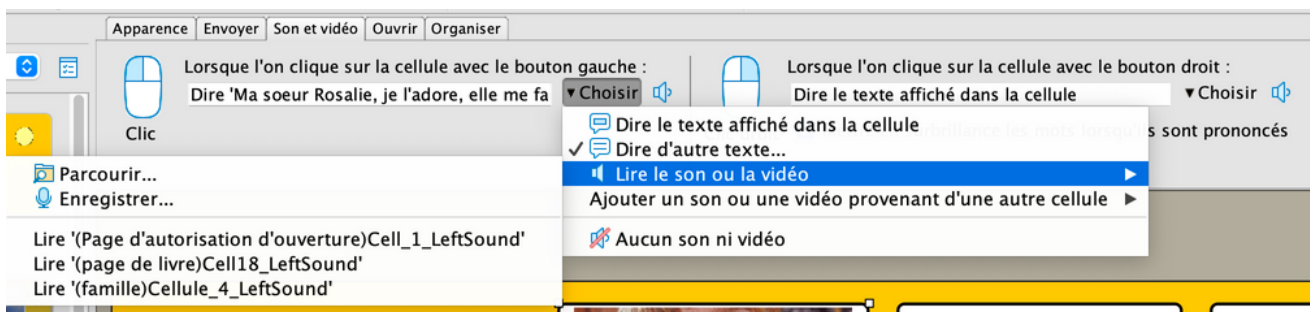 Apparence Envoyer Son et vidéo Ouvrir Organiser
Lorsque l'on clique sur la cellule avec le bouton gauche :
Dire 'Ma soeur Rosalie, je l'adore, elle me fa ▾Choisir
Clic
Lorsque l'on clique sur la cellule avec le bouton droit :
Dire le texte affiché dans la cellule ▾Choisir
s sont prononcés
Dire le texte affiché dans la cellule
✓ Dire d'autre texte...
Lire le son ou la vidéo ▶
Ajouter un son ou une vidéo provenant d'une autre cellule ▶
Aucun son ni vidéo
Parcourir...
Enregistrer...
Lire '(Page d'autorisation d'ouverture)Cell_1_LeftSound'
Lire '(page de livre)Cell18_LeftSound'
Lire '(famille)Cellule_4_LeftSound'